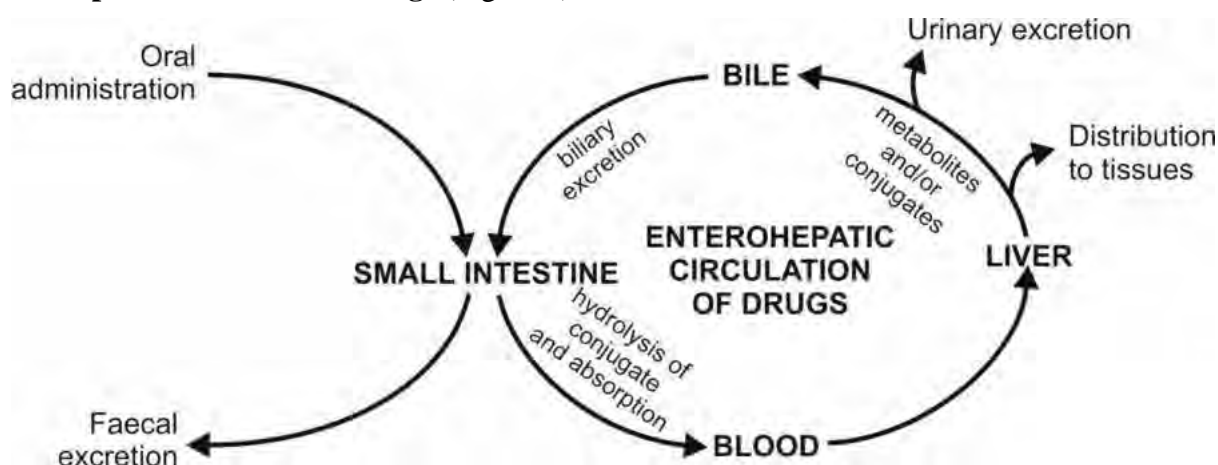 Oral
administration
BILE
Urinary excretion
metabolites
and/or
conjugates
Distribution
to tissues
biliary
excretion
ENTEROHEPATIC
CIRCULATION
OF DRUGS
LIVER
SMALL INTESTINE
hydrolysis of
conjugate
and absorption
Faecal
excretion
BLOOD